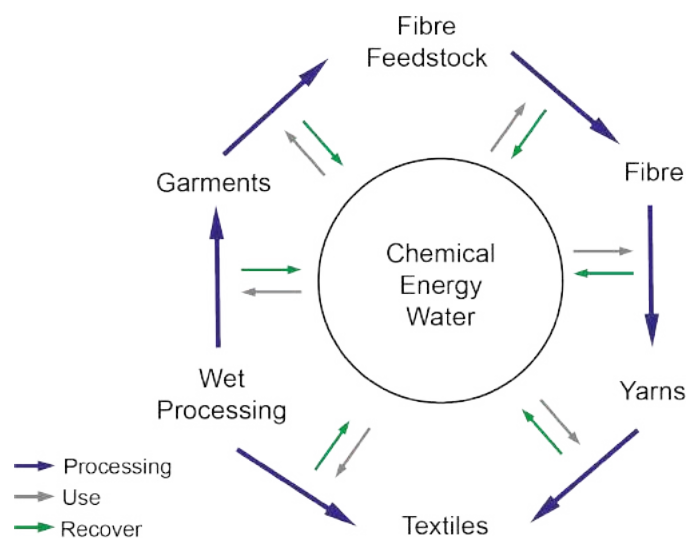 Fibre
Feedstock
Fibre
Garments
Chemical
Energy
Water
Wet
Processing
Yarns
Textiles
Processing
Use
Recover